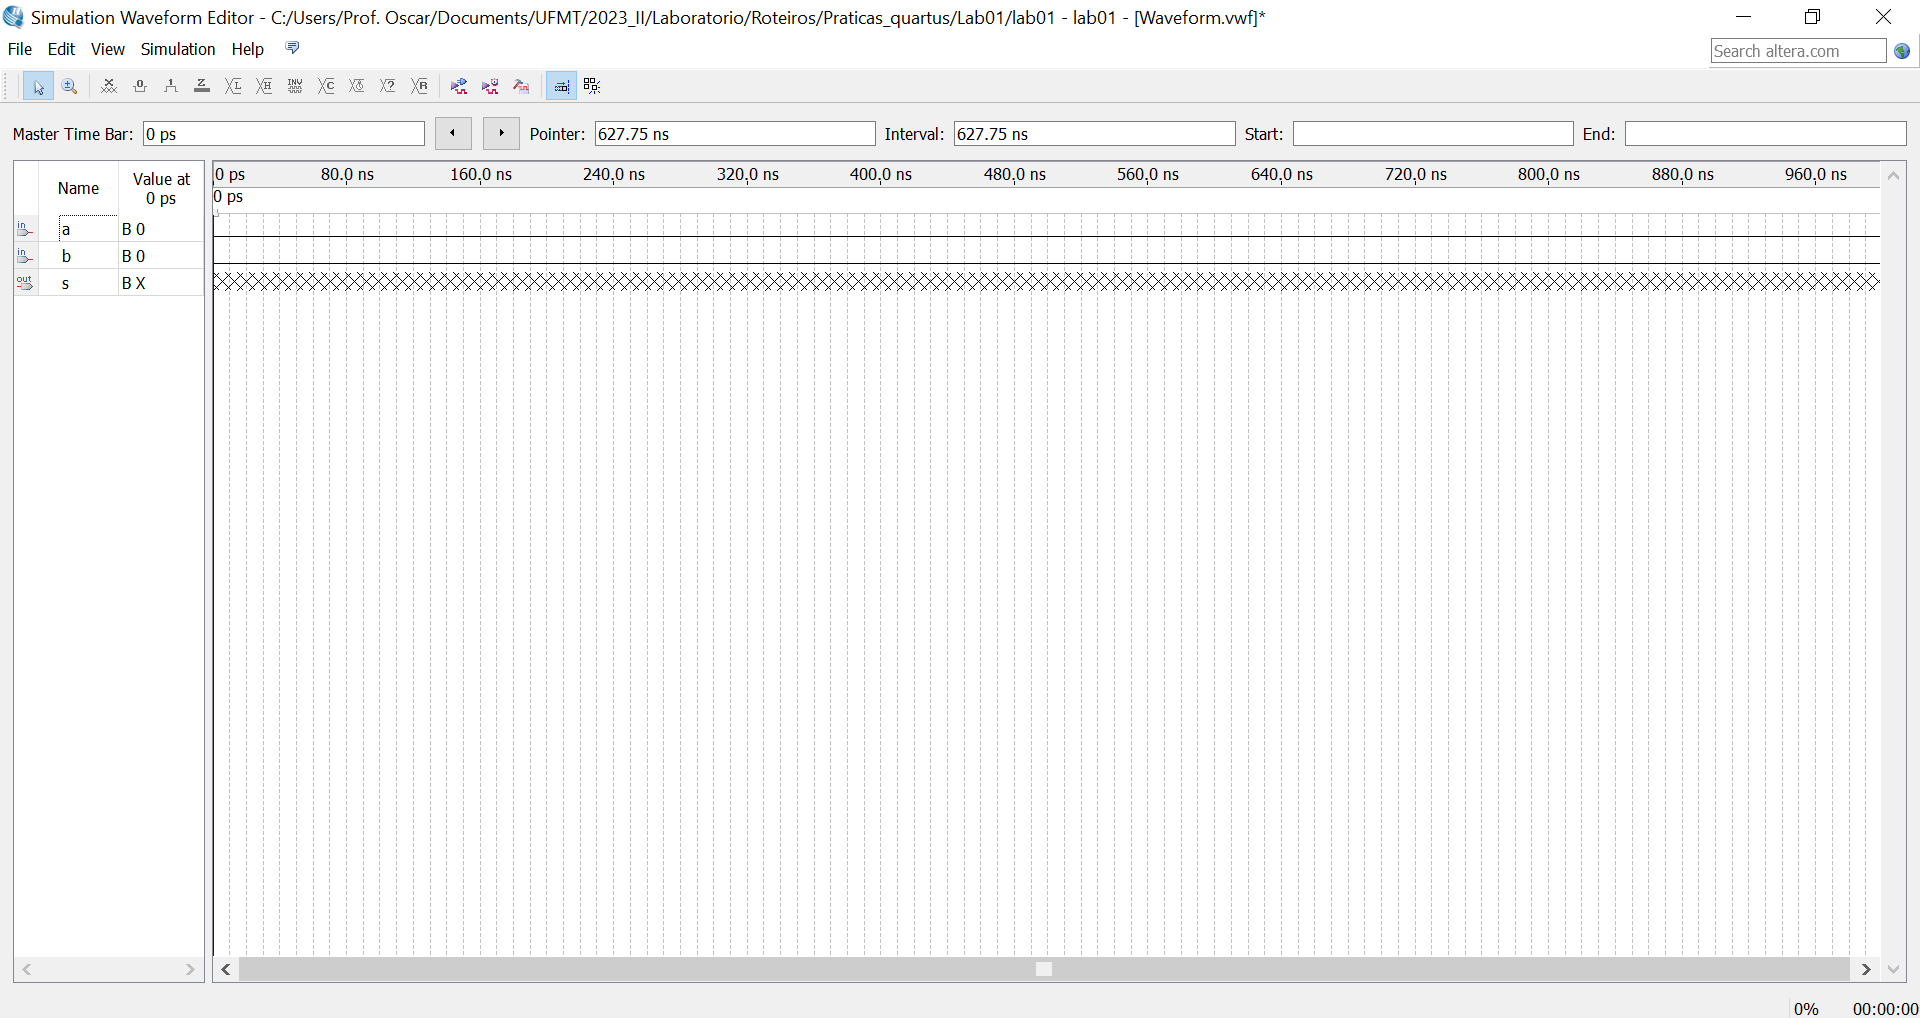 Simulation Waveform Editor - C:/Users/Prof. Oscar/Documents/UFMT/2023_II/Laboratorio/Roteiros/Praticas_quartus/Lab01/lab01 - lab01 - [Waveform.vwf]*
File Edit View Simulation Help
Search altera.com
Master Time Bar: 0 ps Pointer: 627.75 ns Interval: 627.75 ns Start: End:
Name Value at 0 ps
0 ps 80.0 ns 160.0 ns 240.0 ns 320.0 ns 400.0 ns 480.0 ns 560.0 ns 640.0 ns 720.0 ns 800.0 ns 880.0 ns 960.0 ns
0 ps
in a B 0
in b B 0
out s B X
0% 00:00:00